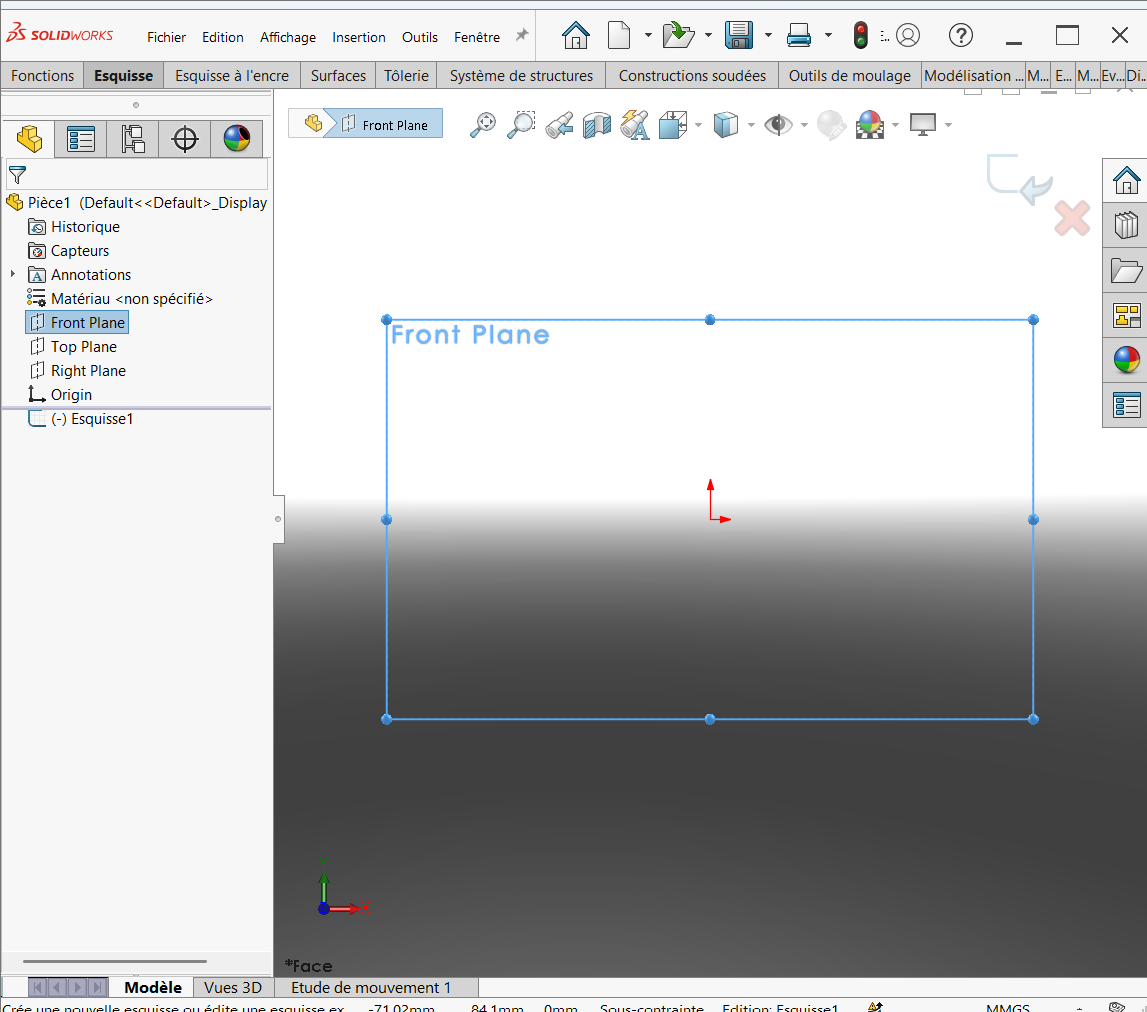 SOLIDWORKS Fichier Edition Affichage Insertion Outils Fenêtre
Fonctions Esquisse Esquisse à l'encre Surfaces Tôlerie Système de structures Constructions soudées Outils de moulage Modélisation ... M... E... M... Ev... Di...
Front Plane
Pièce1 (Default<<Default>_Display
Historique
Capteurs
Annotations
Matériau <non spécifié>
Front Plane
Top Plane
Right Plane
Origin
(-) Esquisse1
Front Plane
*Face
Modèle Vues 3D Etude de mouvement 1
Crée une nouvelle esquisse ou édite une esquisse ex -71.02mm 84.1mm 0mm Sous-contrainte Edition: Esquisse1 MMGS